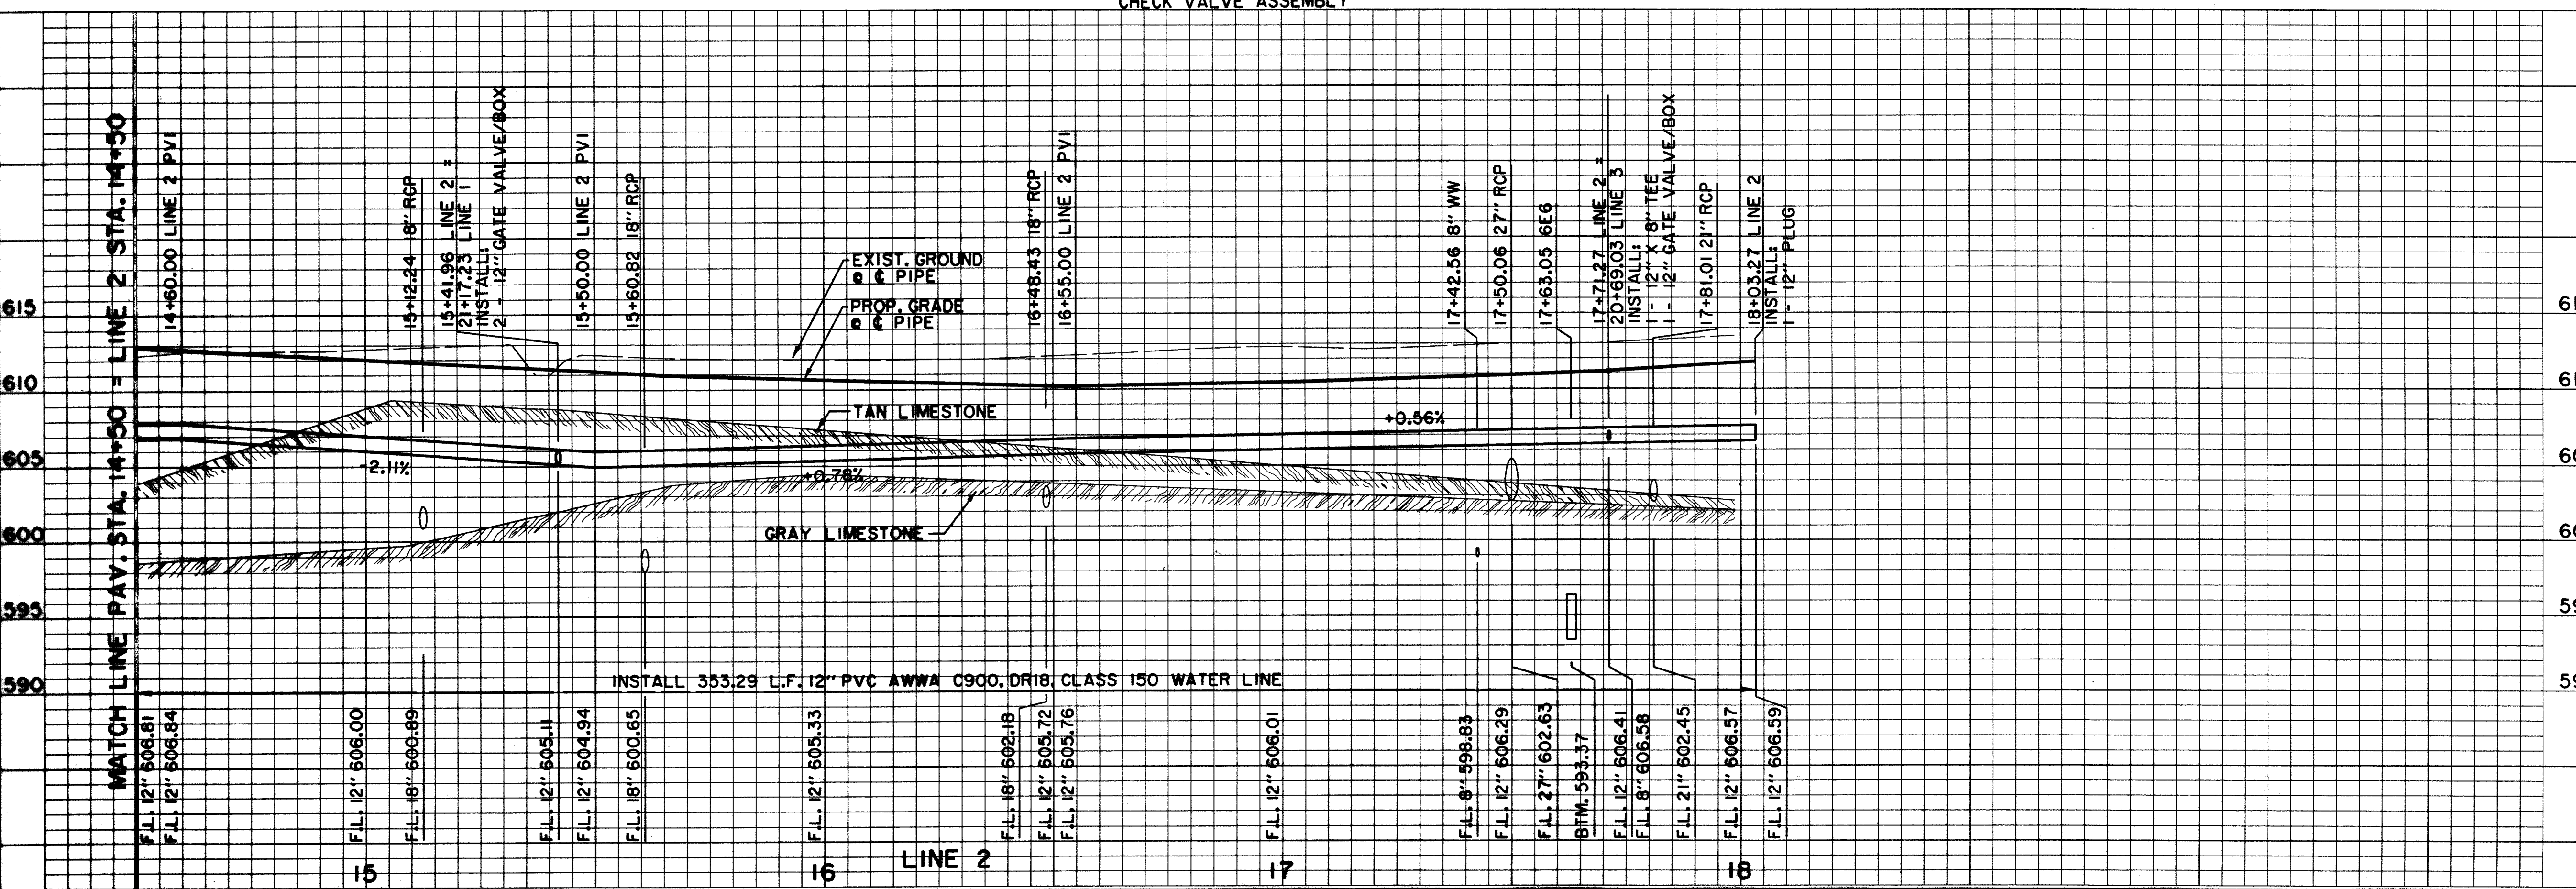 CHECK VALVE ASSEMBLY
MATCH LINE PAV. STA. 14+50 = LINE 2 STA. 14+50
14+60.00 LINE 2 PVI
15+12.24 18" RCP
15+41.96 LINE 2 =
21+17.23 LINE 1
INSTALL:
2 - 12" GATE VALVE/BOX
15+50.00 LINE 2 PVI
15+60.82 18" RCP
16+48.43 18" RCP
16+55.00 LINE 2 PVI
17+42.56 8" WW
17+50.06 27" RCP
17+63.05 6E6
17+71.27 LINE 2 =
20+69.03 LINE 3
INSTALL:
1 - 12" X 8" TEE
1 - 12" GATE VALVE/BOX
17+81.01 21" RCP
18+03.27 LINE 2
INSTALL:
1 - 12" PLUG
EXIST. GROUND
@ ℄ PIPE
PROP. GRADE
@ ℄ PIPE
615
610
605
600
595
590
TAN LIMESTONE
+0.56%
-2.11%
+0.78%
GRAY LIMESTONE
INSTALL 353.29 L.F. 12" PVC AWWA C900, DR18, CLASS 150 WATER LINE
F.L. 12" 606.81
F.L. 12" 606.84
F.L. 12" 606.00
F.L. 18" 600.89
F.L. 12" 605.11
F.L. 12" 604.94
F.L. 18" 600.65
F.L. 12" 605.33
F.L. 18" 602.18
F.L. 12" 605.72
F.L. 12" 605.76
F.L. 12" 606.01
F.L. 8" 598.83
F.L. 12" 606.29
F.L. 27" 602.63
BTM. 593.37
F.L. 12" 606.41
F.L. 8" 606.58
F.L. 21" 602.45
F.L. 12" 606.57
F.L. 12" 606.59
15
16
LINE 2
17
18